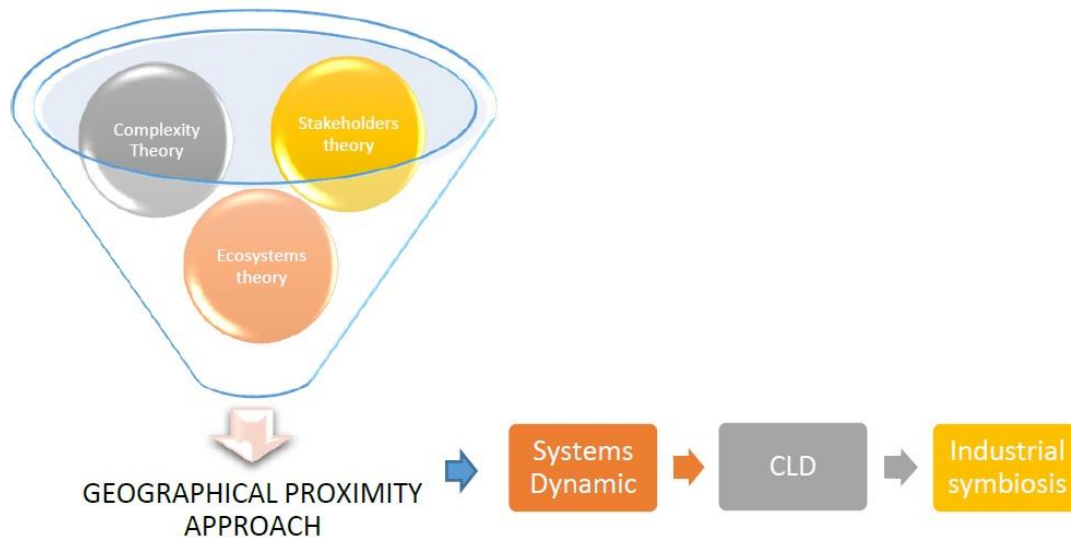 Complexity
Theory
Stakeholders
theory
Ecosystems
theory
GEOGRAPHICAL PROXIMITY
APPROACH
Systems
Dynamic
CLD
Industrial
symbiosis